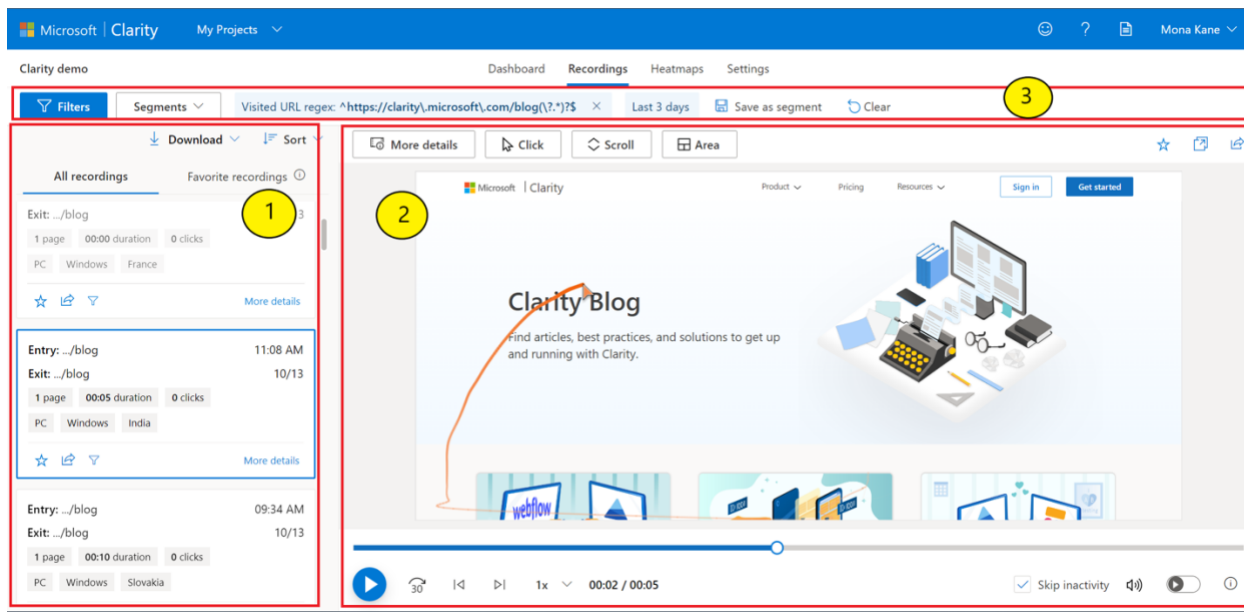 Microsoft | Clarity My Projects ? Mona Kane
Clarity demo Dashboard Recordings Heatmaps Settings
Filters Segments Visited URL regex: ^https://clarity\.microsoft\.com/blog(\?.*)?$ × Last 3 days Save as segment Clear 3
Download Sort
All recordings Favorite recordings
1
Exit: .../blog 3
1 page 00:00 duration 0 clicks
PC Windows France
More details
Entry: .../blog 11:08 AM
Exit: .../blog 10/13
1 page 00:05 duration 0 clicks
PC Windows India
More details
Entry: .../blog 09:34 AM
Exit: .../blog 10/13
1 page 00:10 duration 0 clicks
PC Windows Slovakia
More details Click Scroll Area
2
Microsoft | Clarity Product Pricing Resources Sign in Get started
Clarity Blog
Find articles, best practices, and solutions to get up
and running with Clarity.
webflow
30 1x 00:02 / 00:05 Skip inactivity